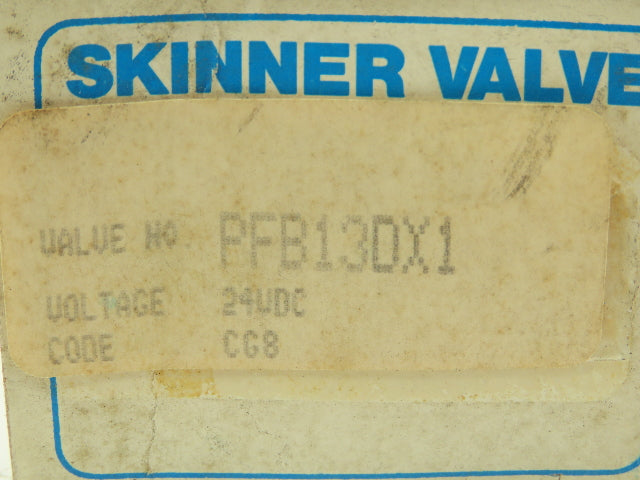 SKINNER VALVE
VALVE NO. PFB13DX1
VOLTAGE 24VDC
CODE CG8